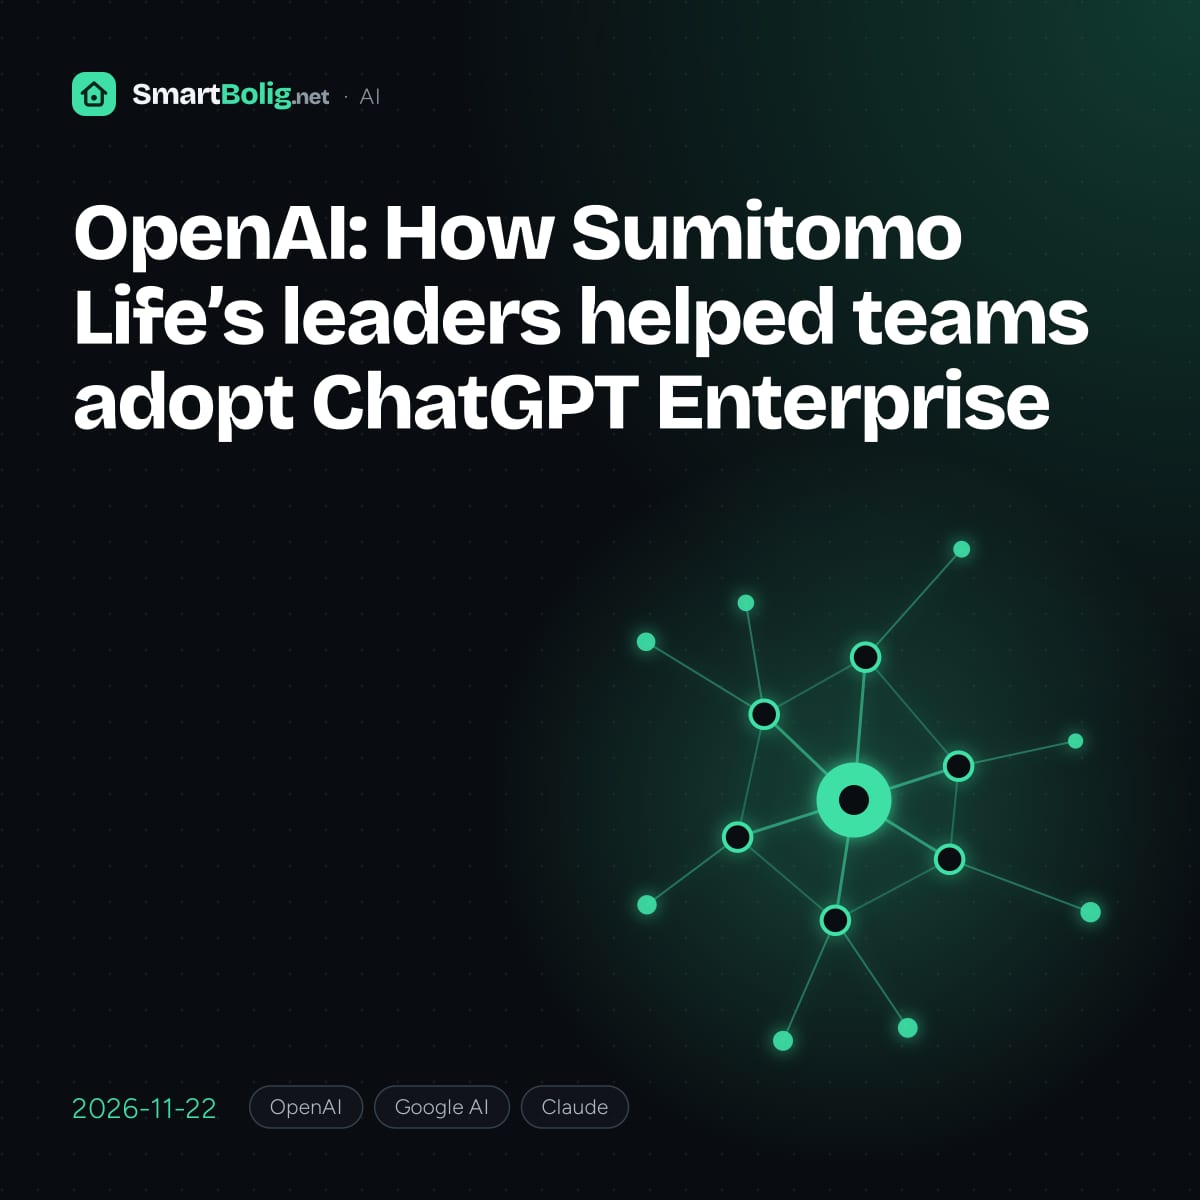 SmartBolig.net · AI
OpenAI: How Sumitomo
Life’s leaders helped teams
adopt ChatGPT Enterprise
2026-11-22 OpenAI Google AI Claude